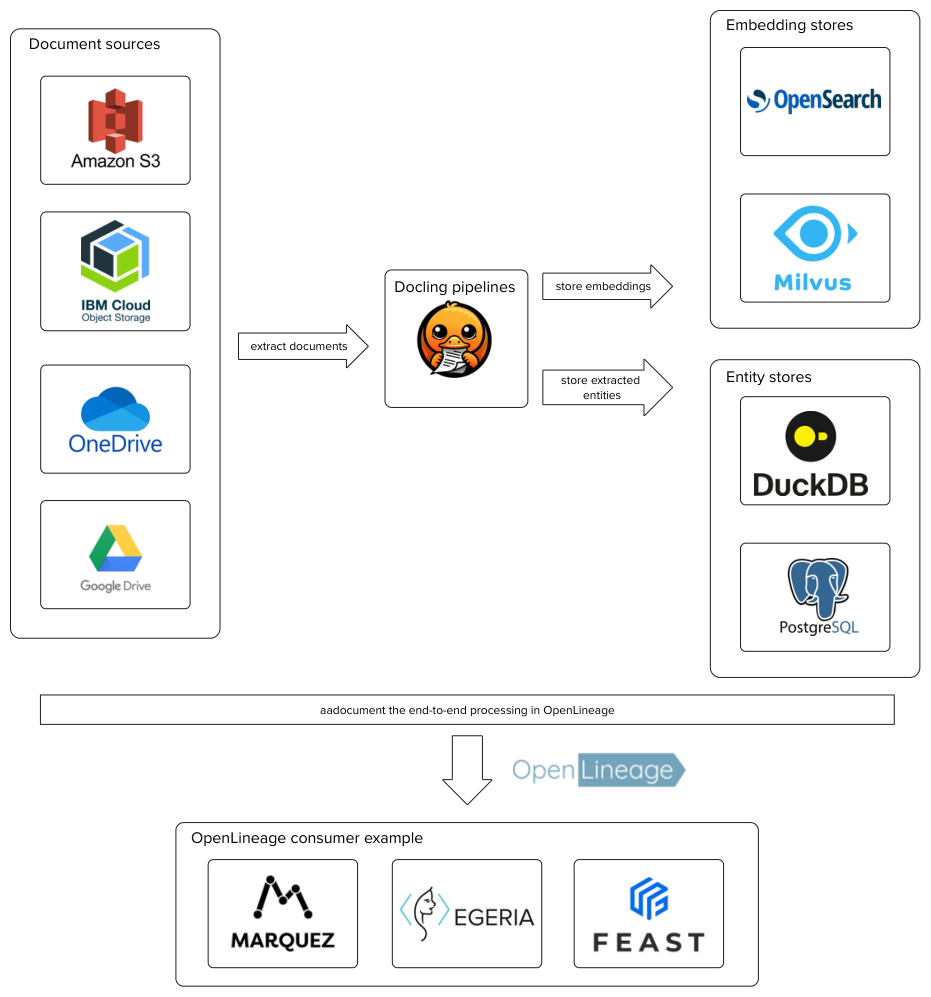 Document sources
Amazon S3
IBM Cloud
Object Storage
OneDrive
Google Drive
extract documents
Docling pipelines
store embeddings
store extracted
entities
Embedding stores
OpenSearch
Milvus
Entity stores
DuckDB
PostgreSQL
aadocument the end-to-end processing in OpenLineage
OpenLineage
OpenLineage consumer example
MARQUEZ
EGERIA
FEAST